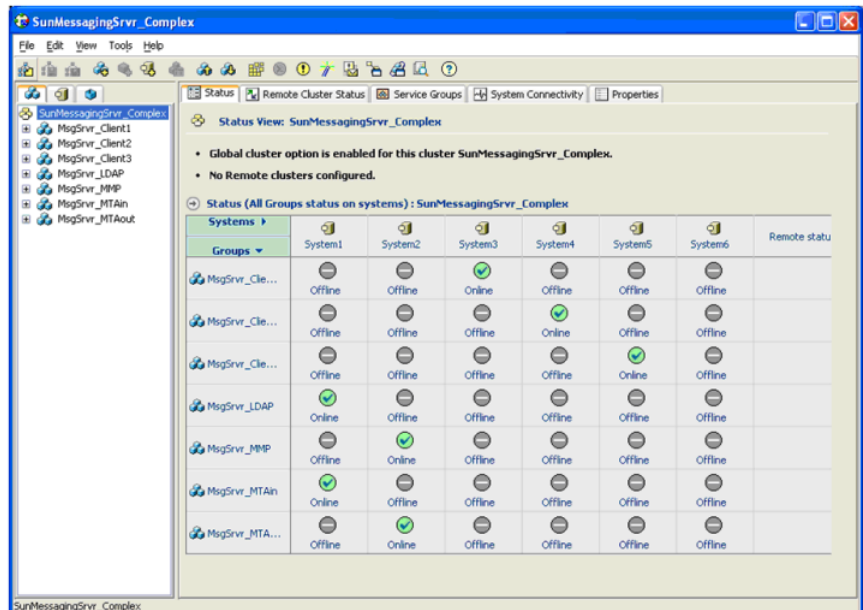 SunMessagingSrvr_Complex
File Edit View Tools Help
SunMessagingSrvr_Complex
MsgSrvr_Client1
MsgSrvr_Client2
MsgSrvr_Client3
MsgSrvr_LDAP
MsgSrvr_MMP
MsgSrvr_MTAin
MsgSrvr_MTAout
Status Remote Cluster Status Service Groups System Connectivity Properties
Status View: SunMessagingSrvr_Complex
• Global cluster option is enabled for this cluster SunMessagingSrvr_Complex.
• No Remote clusters configured.
Status (All Groups status on systems) : SunMessagingSrvr_Complex
Systems
Groups
System1 System2 System3 System4 System5 System6 Remote statu
MsgSrvr_Clie... Offline Offline Online Offline Offline Offline
MsgSrvr_Clie... Offline Offline Offline Online Offline Offline
MsgSrvr_Clie... Offline Offline Offline Offline Online Offline
MsgSrvr_LDAP Online Offline Offline Offline Offline Offline
MsgSrvr_MMP Offline Online Offline Offline Offline Offline
MsgSrvr_MTAin Online Offline Offline Offline Offline Offline
MsgSrvr_MTA... Offline Online Offline Offline Offline Offline
SunMessagingSrvr_Complex